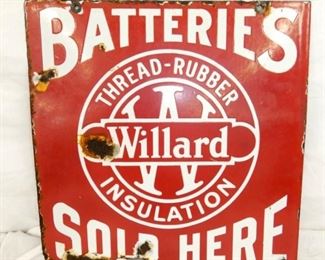 BATTERIES
THREAD-RUBBER
W
Willard
INSULATION
SOLD HERE